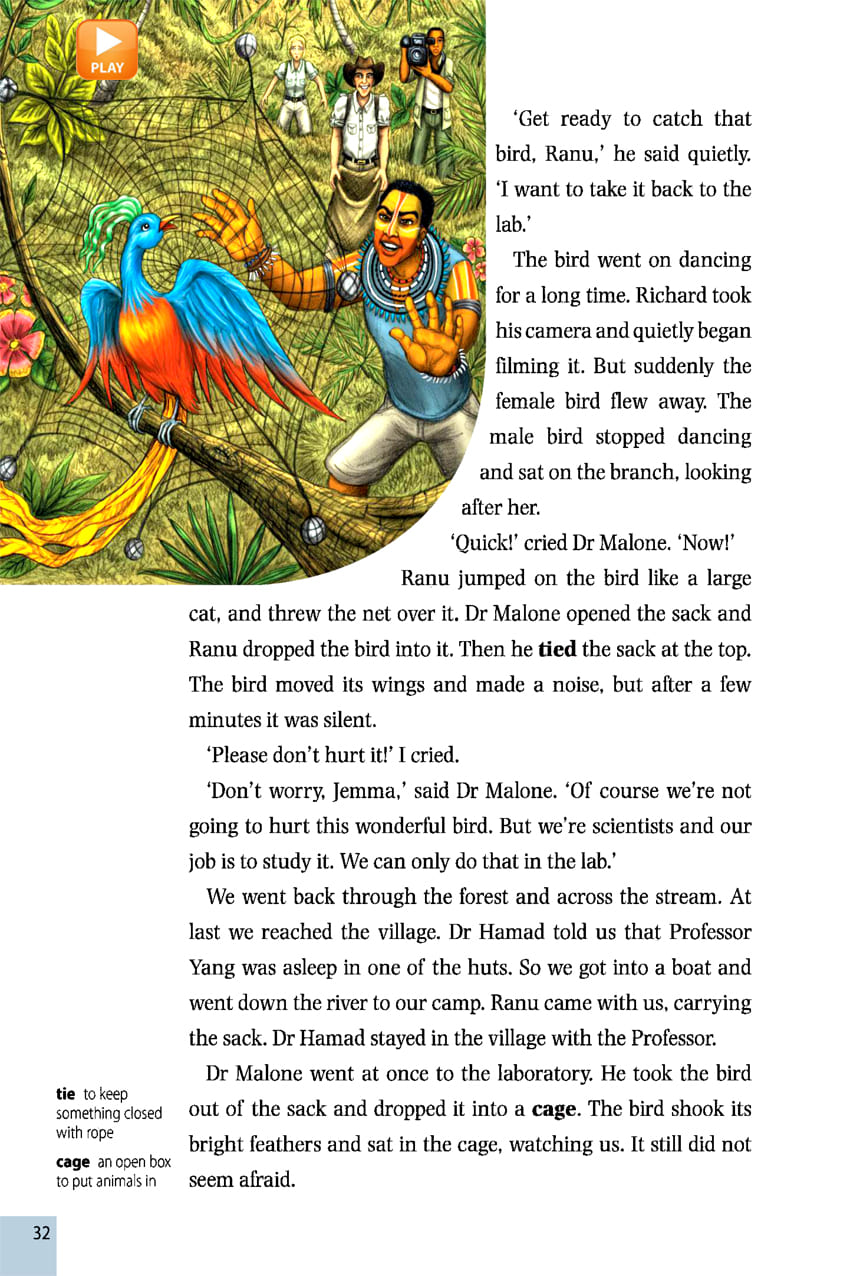 PLAY
‘Get ready to catch that
bird, Ranu,’ he said quietly.
‘I want to take it back to the
lab.’
The bird went on dancing
for a long time. Richard took
his camera and quietly began
filming it. But suddenly the
female bird flew away. The
male bird stopped dancing
and sat on the branch, looking
after her.
‘Quick!’ cried Dr Malone. ‘Now!’
Ranu jumped on the bird like a large
cat, and threw the net over it. Dr Malone opened the sack and
Ranu dropped the bird into it. Then he tied the sack at the top.
The bird moved its wings and made a noise, but after a few
minutes it was silent.
‘Please don’t hurt it!’ I cried.
‘Don’t worry, Jemma,’ said Dr Malone. ‘Of course we’re not
going to hurt this wonderful bird. But we’re scientists and our
job is to study it. We can only do that in the lab.’
We went back through the forest and across the stream. At
last we reached the village. Dr Hamad told us that Professor
Yang was asleep in one of the huts. So we got into a boat and
went down the river to our camp. Ranu came with us, carrying
the sack. Dr Hamad stayed in the village with the Professor.
Dr Malone went at once to the laboratory. He took the bird
out of the sack and dropped it into a cage. The bird shook its
bright feathers and sat in the cage, watching us. It still did not
seem afraid.
tie to keep
something closed
with rope
cage an open box
to put animals in
32